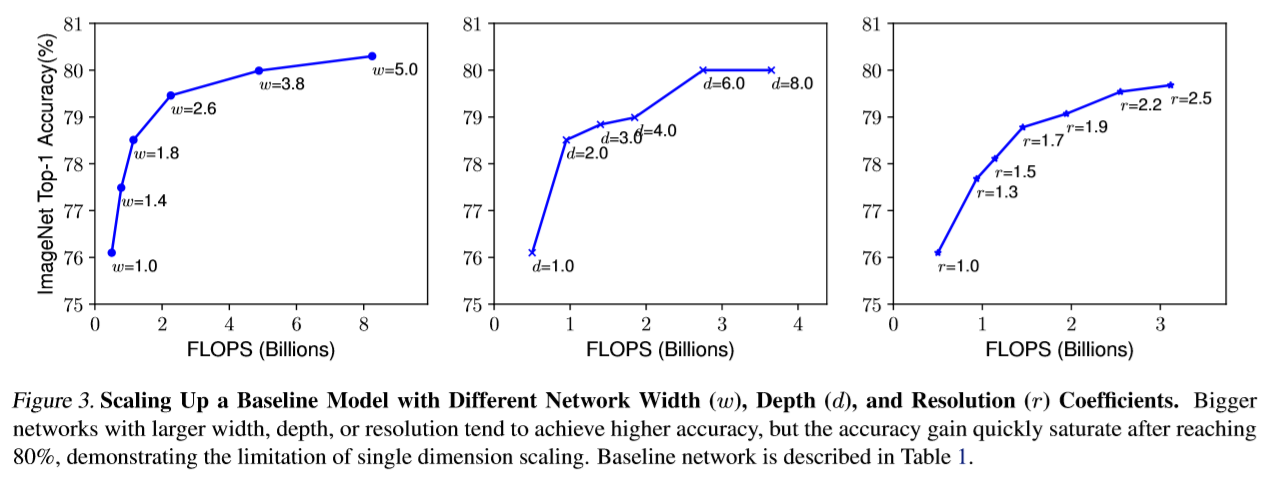 ImageNet Top-1 Accuracy(%)
81
80
79
78
77
76
75
w=1.0
w=1.4
w=1.8
w=2.6
w=3.8
w=5.0
0 2 4 6 8
FLOPS (Billions)
81
80
79
78
77
76
75
d=1.0
d=2.0
d=3.0
d=4.0
d=6.0
d=8.0
0 1 2 3 4
FLOPS (Billions)
81
80
79
78
77
76
75
r=1.0
r=1.3
r=1.5
r=1.7
r=1.9
r=2.2
r=2.5
0 1 2 3
FLOPS (Billions)
Figure 3. Scaling Up a Baseline Model with Different Network Width (w), Depth (d), and Resolution (r) Coefficients. Bigger
networks with larger width, depth, or resolution tend to achieve higher accuracy, but the accuracy gain quickly saturate after reaching
80%, demonstrating the limitation of single dimension scaling. Baseline network is described in Table 1.